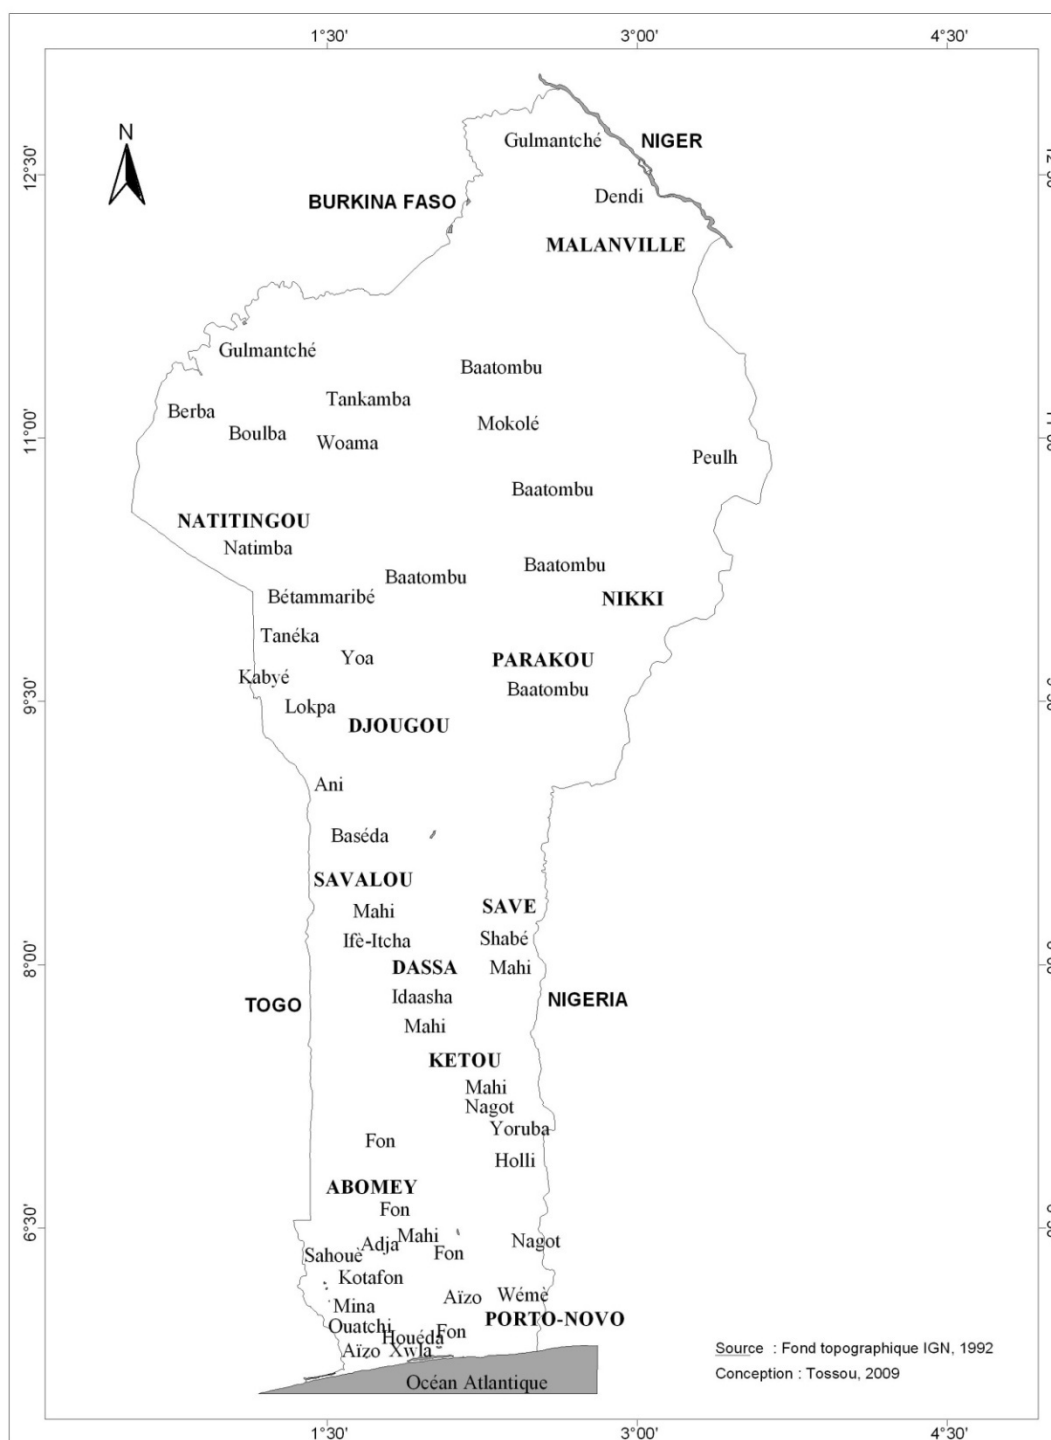 1°30'
3°00'
4°30'
N
Gulmantché
NIGER
12°30'
BURKINA FASO
Dendi
MALANVILLE
Gulmantché
Baatombu
Tankamba
Berba
Mokolé
Boulba
Woama
11°00'
Peulh
Baatombu
NATITINGOU
Natimba
Baatombu
Baatombu
Bétammaribé
NIKKI
Tanéka
Yoa
PARAKOU
Kabyé
Baatombu
9°30'
Lokpa
DJOUGOU
Ani
Baséda
SAVALOU
Mahi
SAVE
Ifè-Itcha
Shabé
8°00'
DASSA
Mahi
Idaasha
TOGO
NIGERIA
Mahi
KETOU
Mahi
Nagot
Yoruba
Fon
Holli
ABOMEY
Fon
6°30'
Mahi
Adja
Nagot
Sahouè
Fon
Kotafon
Aïzo
Wémè
Mina
PORTO-NOVO
Ouatchi
Fon
Houéda
Aïzo
Xwla
Océan Atlantique
Source : Fond topographique IGN, 1992
Conception : Tossou, 2009
1°30'
3°00'
4°30'